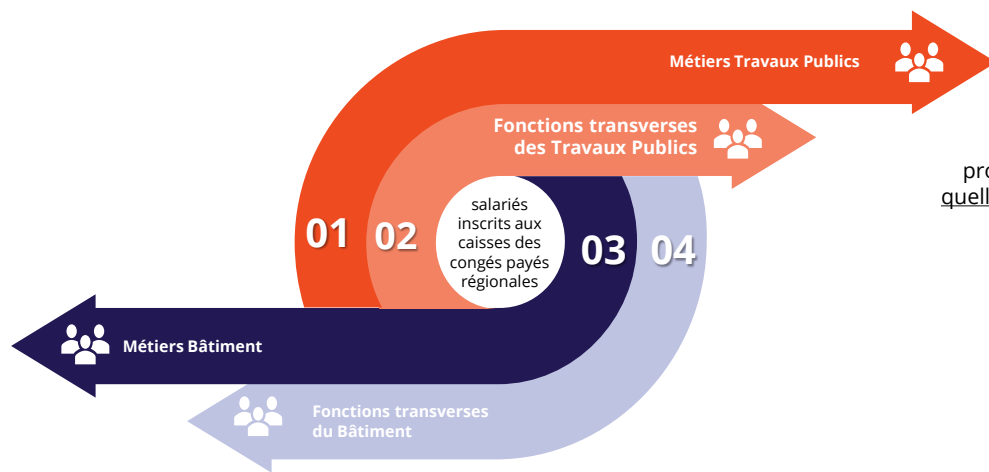 Métiers Travaux Publics
Fonctions transverses
des Travaux Publics
salariés
inscrits aux
caisses des
congés payés
régionales
01
02
03
04
Métiers Bâtiment
Fonctions transverses
du Bâtiment